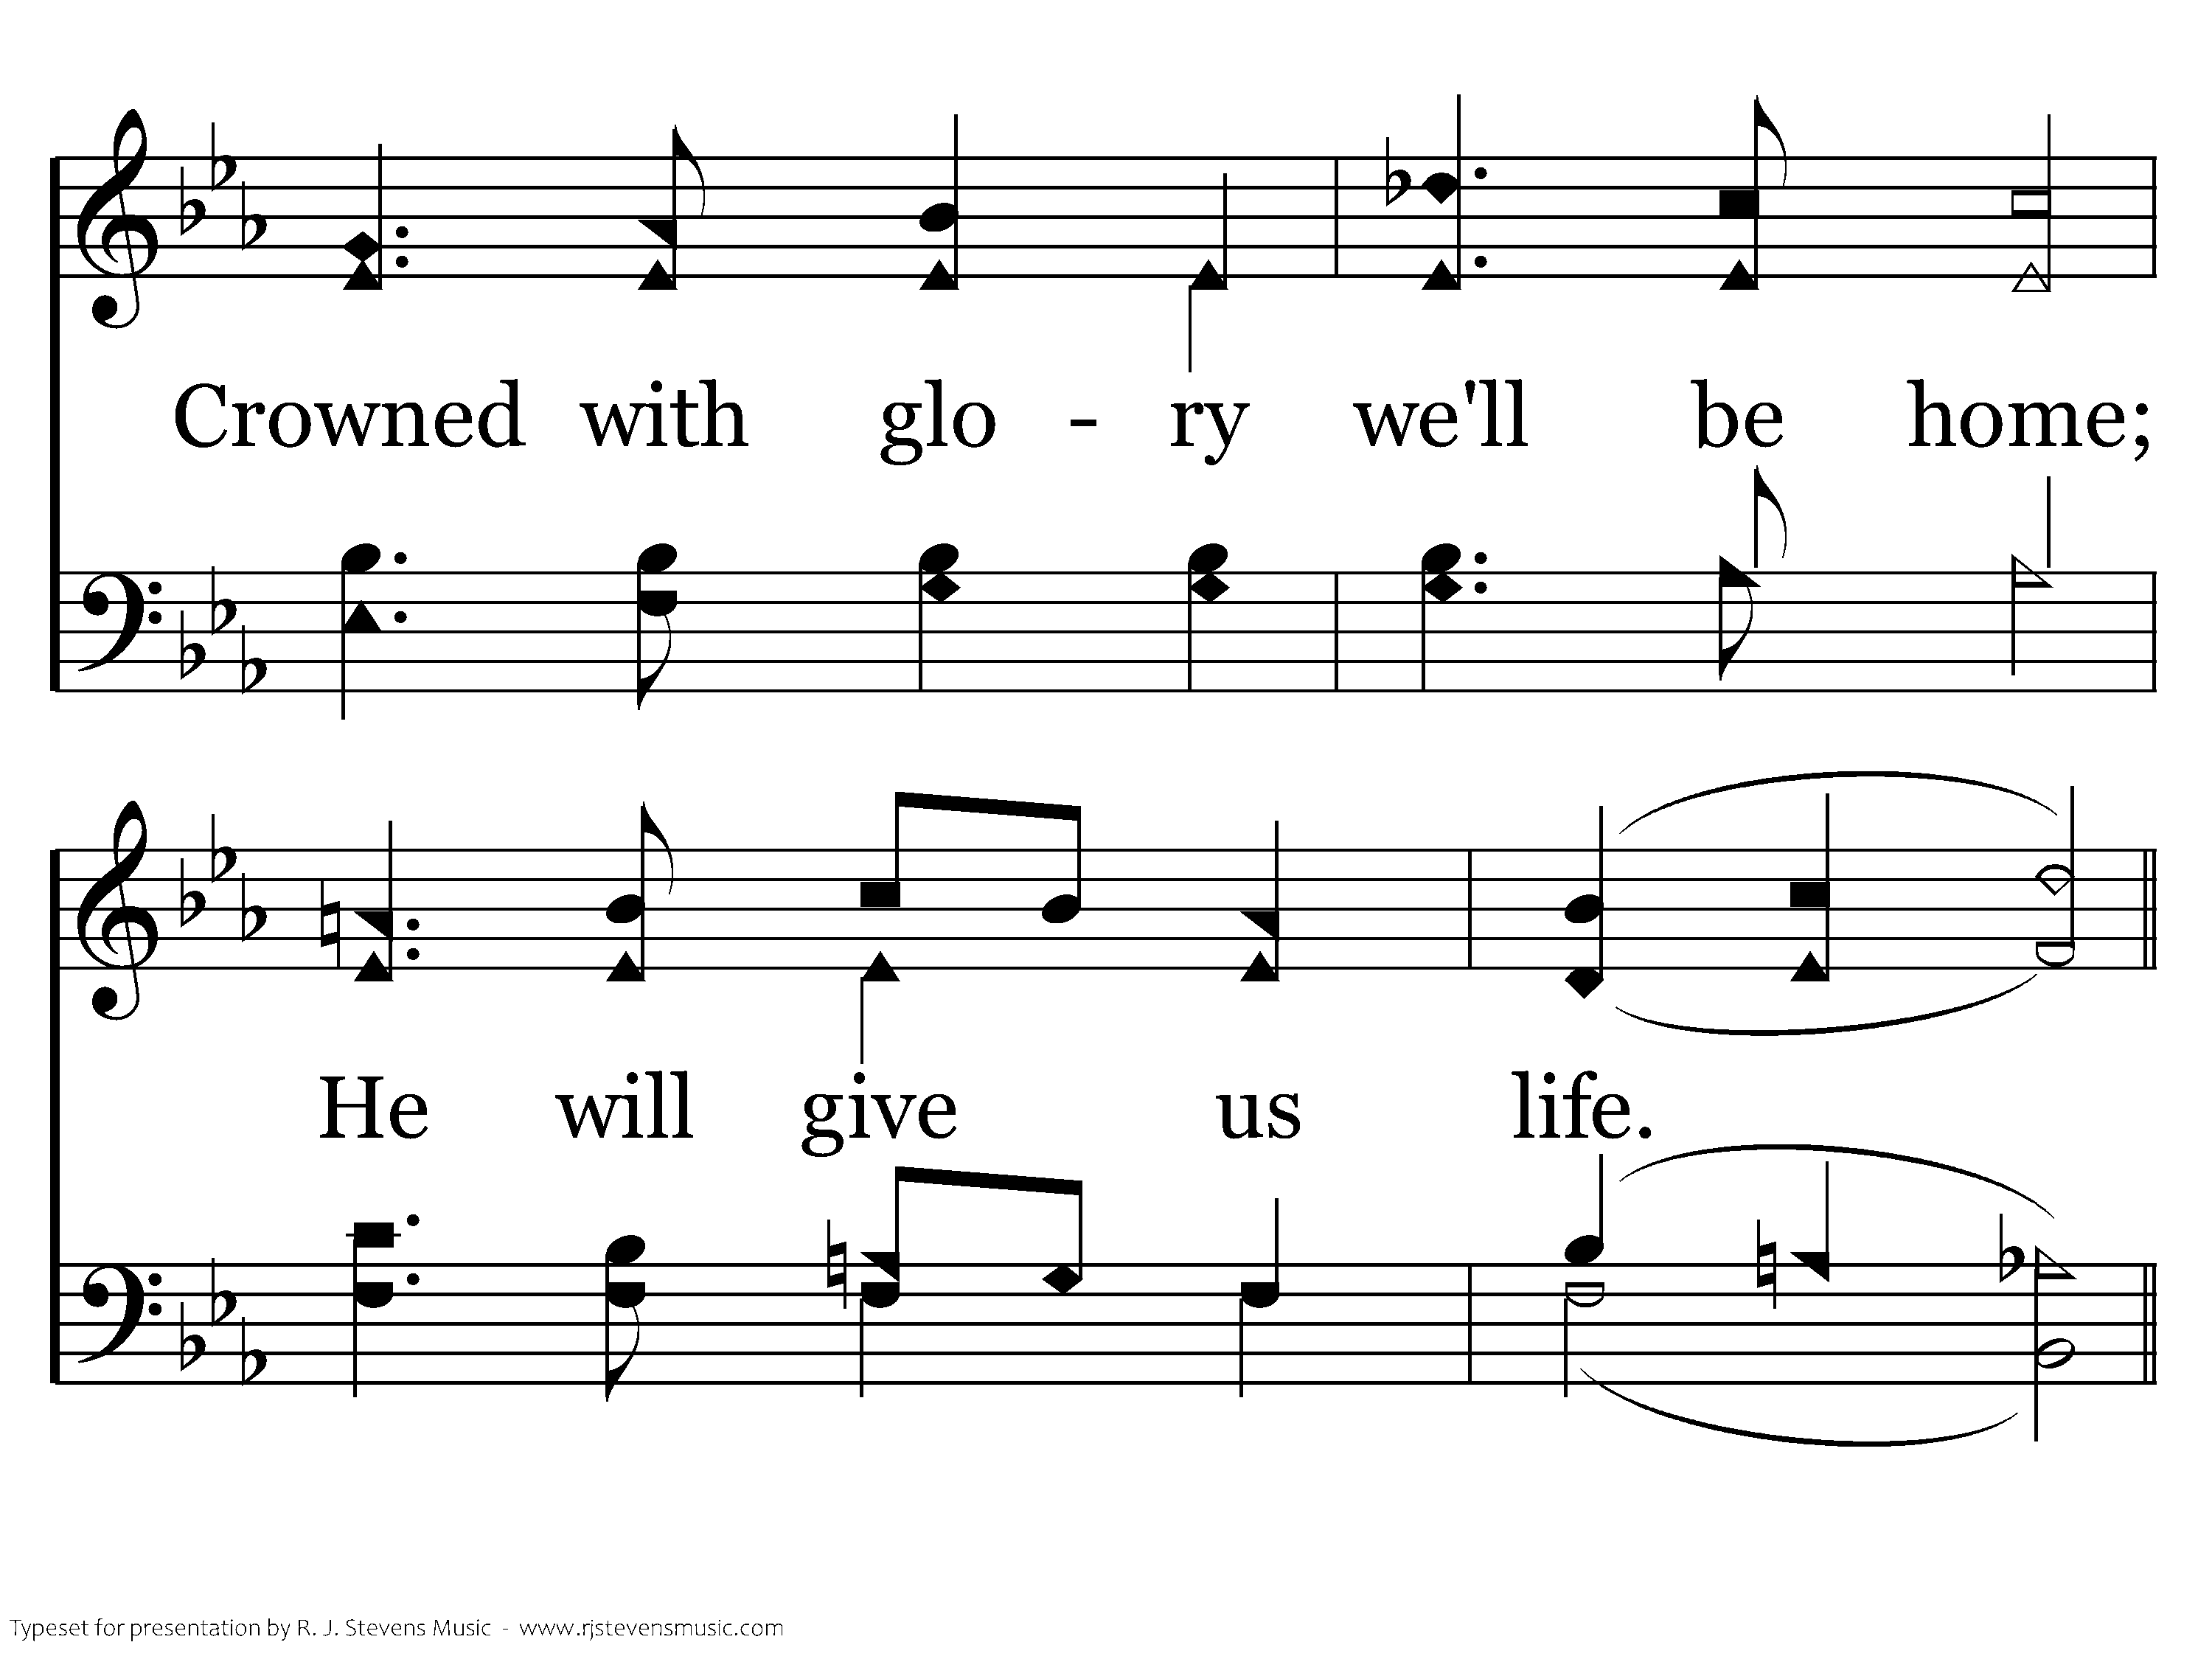 Crowned with glo - ry we'll be home;
He will give us life.
Typeset for presentation by R. J. Stevens Music - www.rjstevensmusic.com